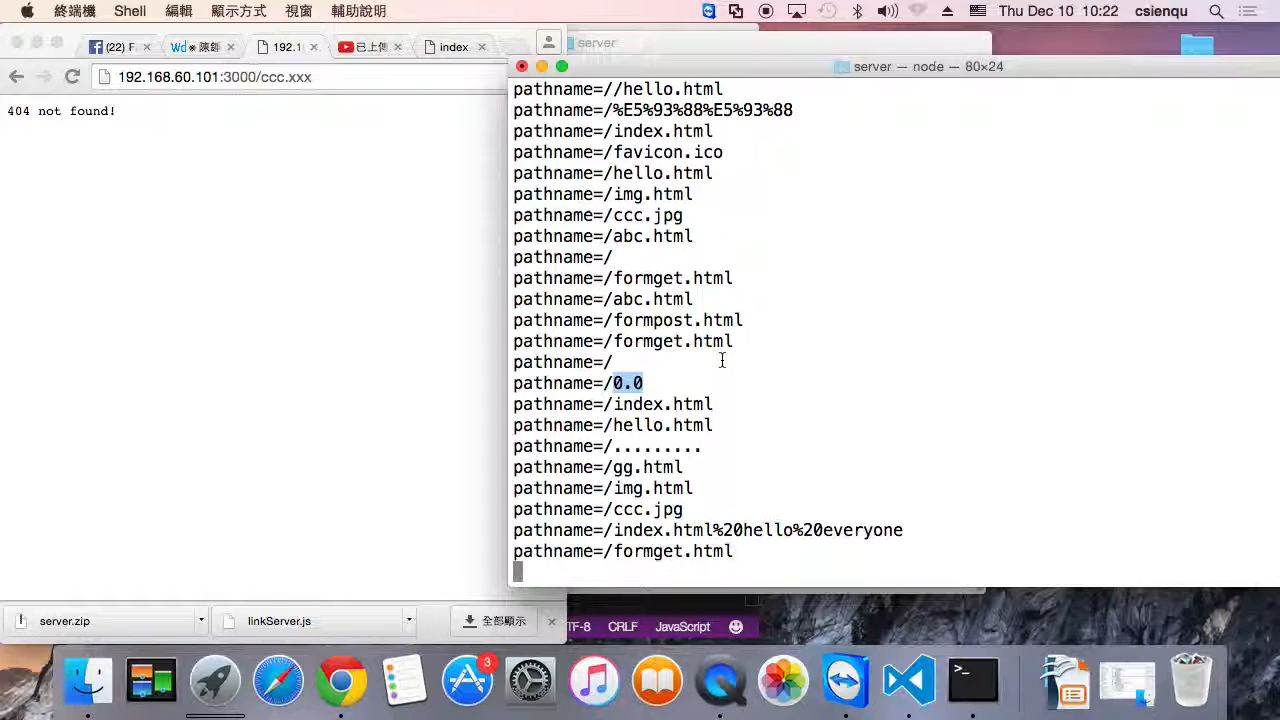 終端機 Shell 編輯 顯示方式 視窗 輔助說明 Thu Dec 10 10:22 csienqu
(22) F
Wd
192.1
index
server
192.168.60.101:3000/ccc.xxx
404 not found!
server — node — 80×24
pathname=//hello.html
pathname=/%E5%93%88%E5%93%88
pathname=/index.html
pathname=/favicon.ico
pathname=/hello.html
pathname=/img.html
pathname=/ccc.jpg
pathname=/abc.html
pathname=/
pathname=/formget.html
pathname=/abc.html
pathname=/formpost.html
pathname=/formget.html
pathname=/
pathname=/0.0
pathname=/index.html
pathname=/hello.html
pathname=/.........
pathname=/gg.html
pathname=/img.html
pathname=/ccc.jpg
pathname=/index.html%20hello%20everyone
pathname=/formget.html
server.zip
linkServer.js
全部顯示
TF-8 CRLF JavaScript
3
>_